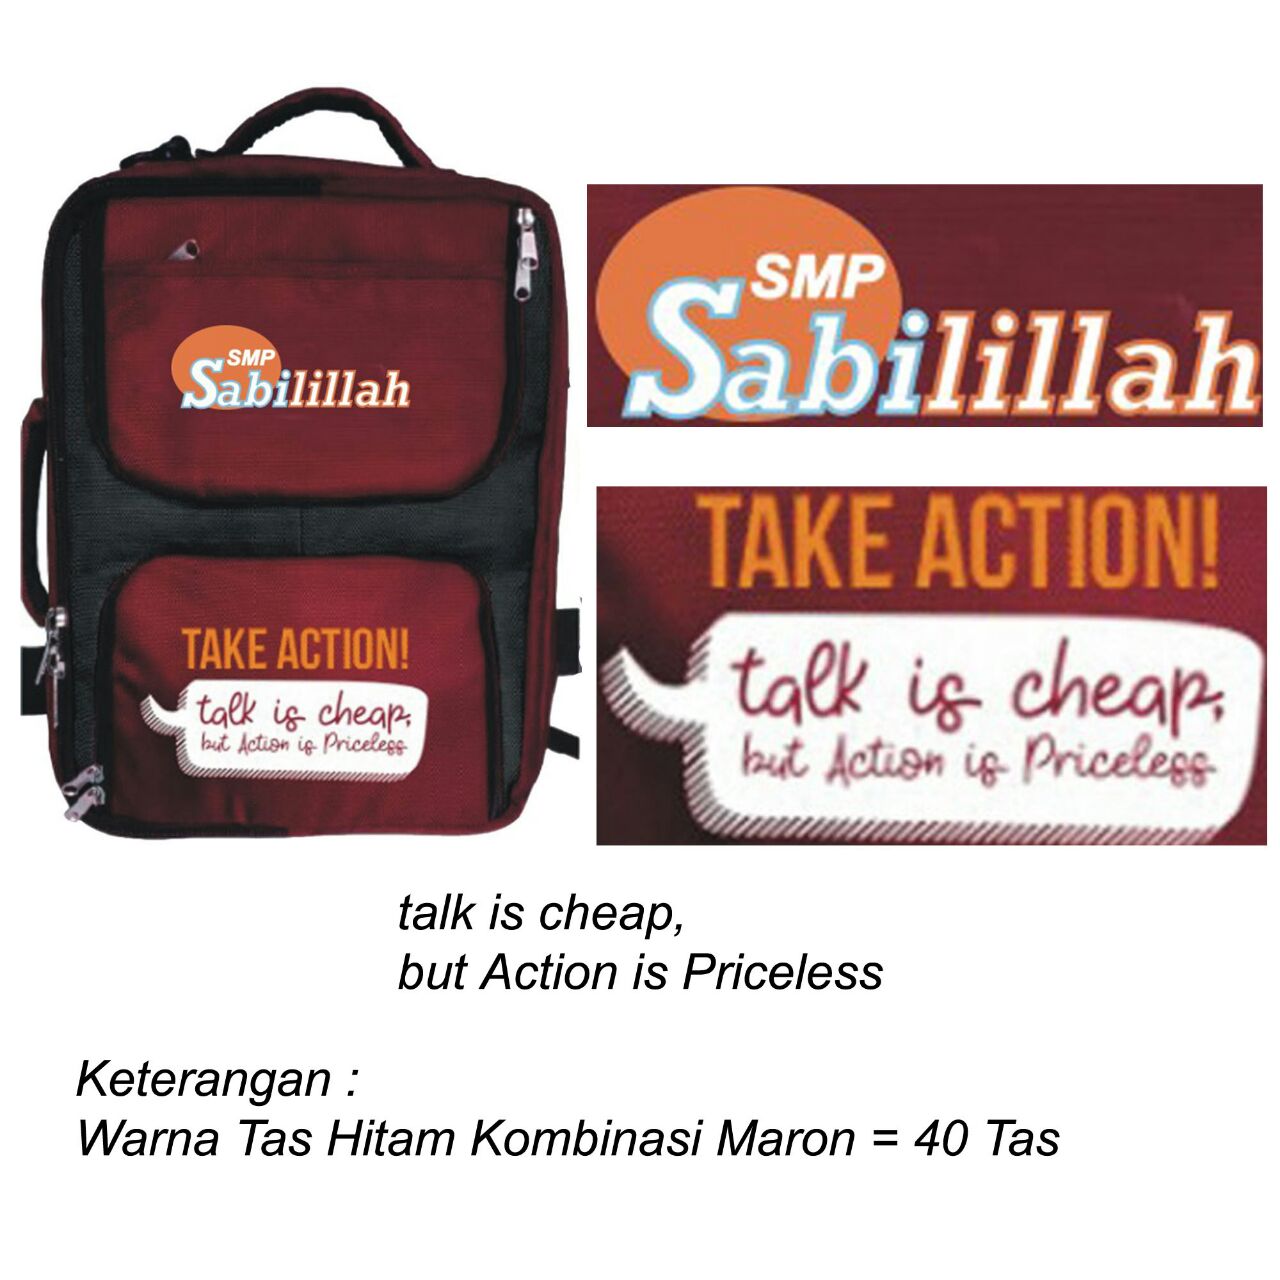 SMP
Sabilillah
TAKE ACTION!
talk is cheap,
but Action is Priceless
SMP
Sabilillah
TAKE ACTION!
talk is cheap,
but Action is Priceless
talk is cheap,
but Action is Priceless
Keterangan :
Warna Tas Hitam Kombinasi Maron = 40 Tas